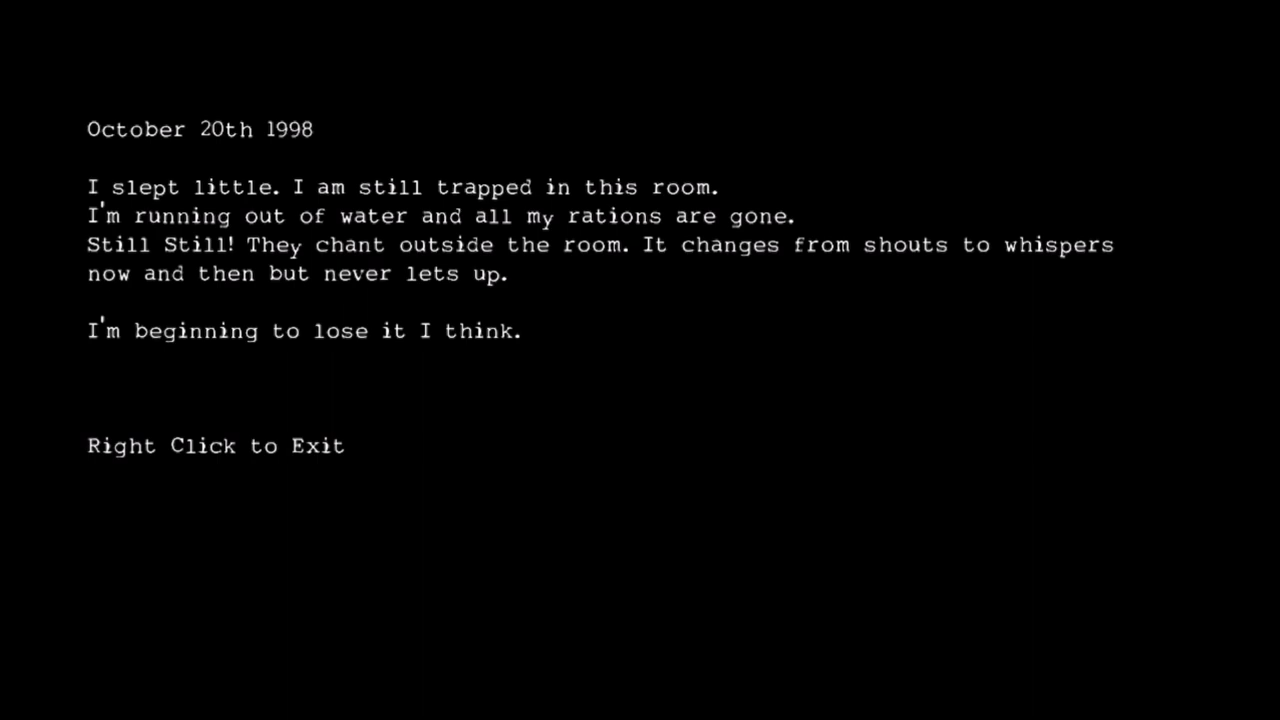 October 20th 1998
I slept little. I am still trapped in this room.
I'm running out of water and all my rations are gone.
Still Still! They chant outside the room. It changes from shouts to whispers
now and then but never lets up.
I'm beginning to lose it I think.
Right Click to Exit